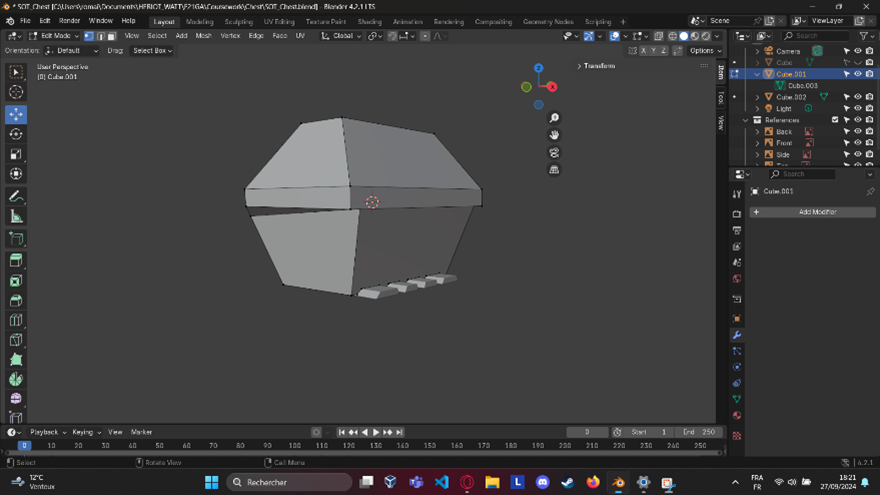 * SOT_Chest [C:\Users\romai\Documents\HERIOT_WATT\F21GA\Coursework\Chest\SOT_Chest.blend] - Blender 4.2.1 LTS
File Edit Render Window Help Layout Modeling Sculpting UV Editing Texture Paint Shading Animation Rendering Compositing Geometry Nodes Scripting + Scene ViewLayer
Edit Mode View Select Add Mesh Vertex Edge Face UV Global Search
Orientation: Default Drag: Select Box X Y Z Options
User Perspective
(0) Cube.001
Transform
Item
Tool
View
Z
X
Camera
Cube
Cube.001
Cube.003
Cube.002
Light
References
Back
Front
Side
Search
Cube.001
+ Add Modifier
Playback Keying View Marker 0 Start 1 End 250
0 10 20 30 40 50 60 70 80 90 100 110 120 130 140 150 160 170 180 190 200 210 220 230 240 250
Select Rotate View Call Menu 4.2.1
12°C
Venteux
Rechercher
FRA
FR
18:21
27/09/2024